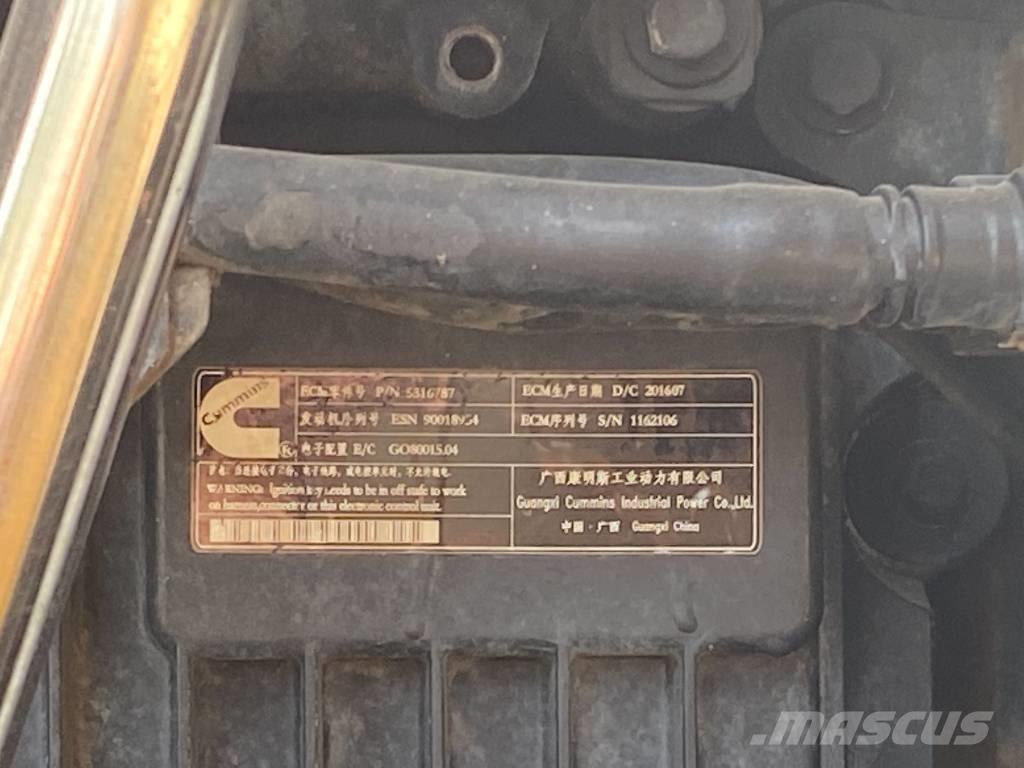 Cummins
ECM零件号 P/N 5316787
ECM生产日期 D/C 201607
发动机序列号 ESN
ECM序列号 S/N 1162106
®
电子配置 E/C GO80015.04
广西康明斯工业动力有限公司
WARNING: Ignition key needs to be in off state to work
Guangxi Cummins Industrial Power Co.,Ltd.
on harness,connector or this electronic control unit.
中国·广西 Guangxi China
MASCUS